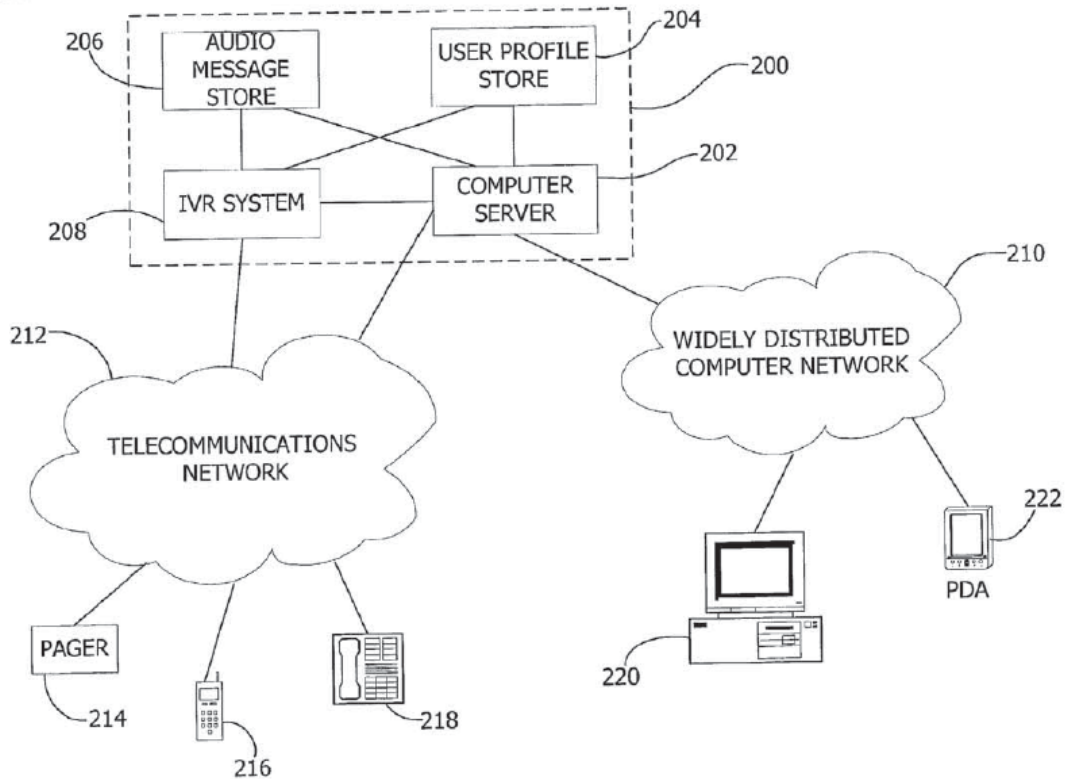 206
AUDIO
MESSAGE
STORE
USER PROFILE
STORE
204
200
202
IVR SYSTEM
COMPUTER
SERVER
208
210
212
WIDELY DISTRIBUTED
COMPUTER NETWORK
TELECOMMUNICATIONS
NETWORK
222
PDA
PAGER
220
214
218
216